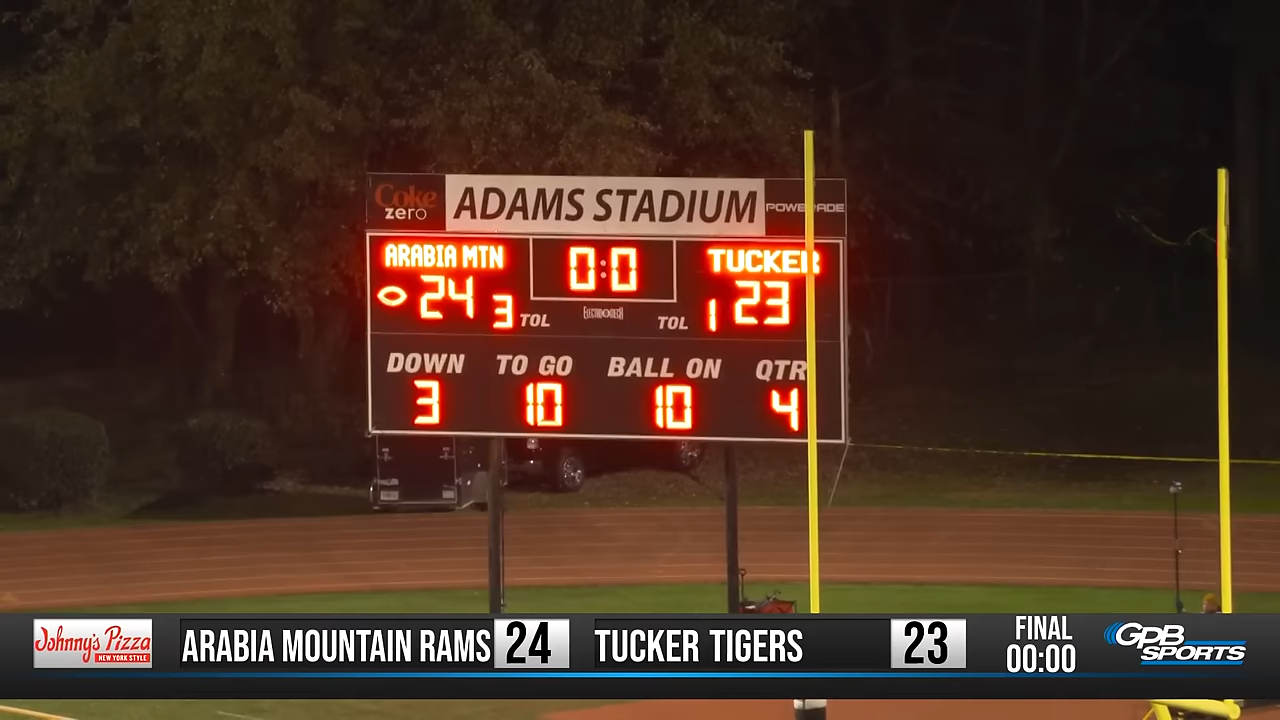 Coke zero
ADAMS STADIUM
POWERADE
ARABIA MTN
0:0
TUCKER
24
3
TOL
ELECTRO-MECH
TOL
1
23
DOWN
TO GO
BALL ON
QTR
3
10
10
4
Johnny's Pizza
NEW YORK STYLE
ARABIA MOUNTAIN RAMS
24
TUCKER TIGERS
23
FINAL
00:00
GPB
SPORTS